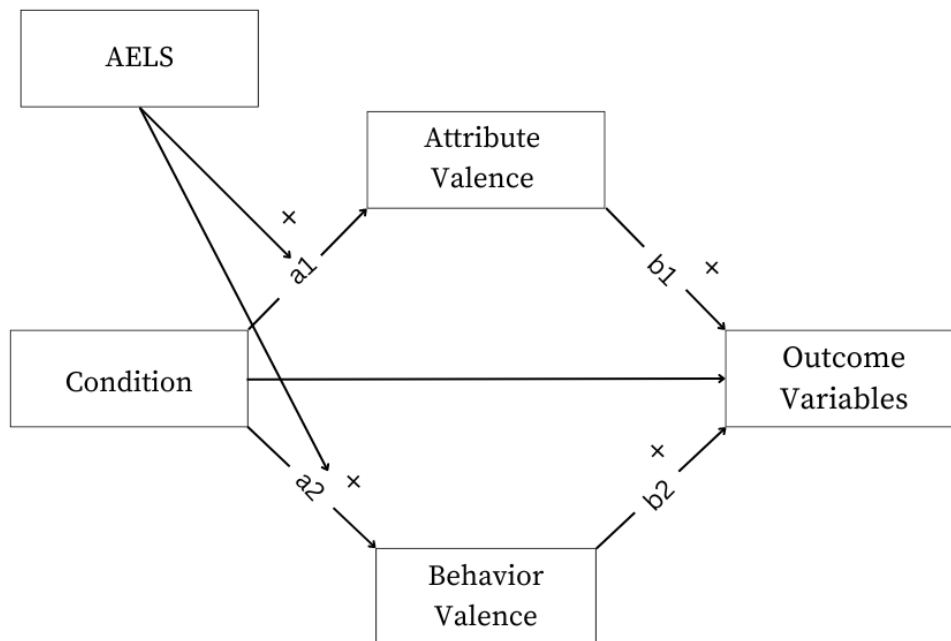 AELS
Attribute
Valence
+
a1
b1
+
Condition
Outcome
Variables
+
a2
+
b2
Behavior
Valence